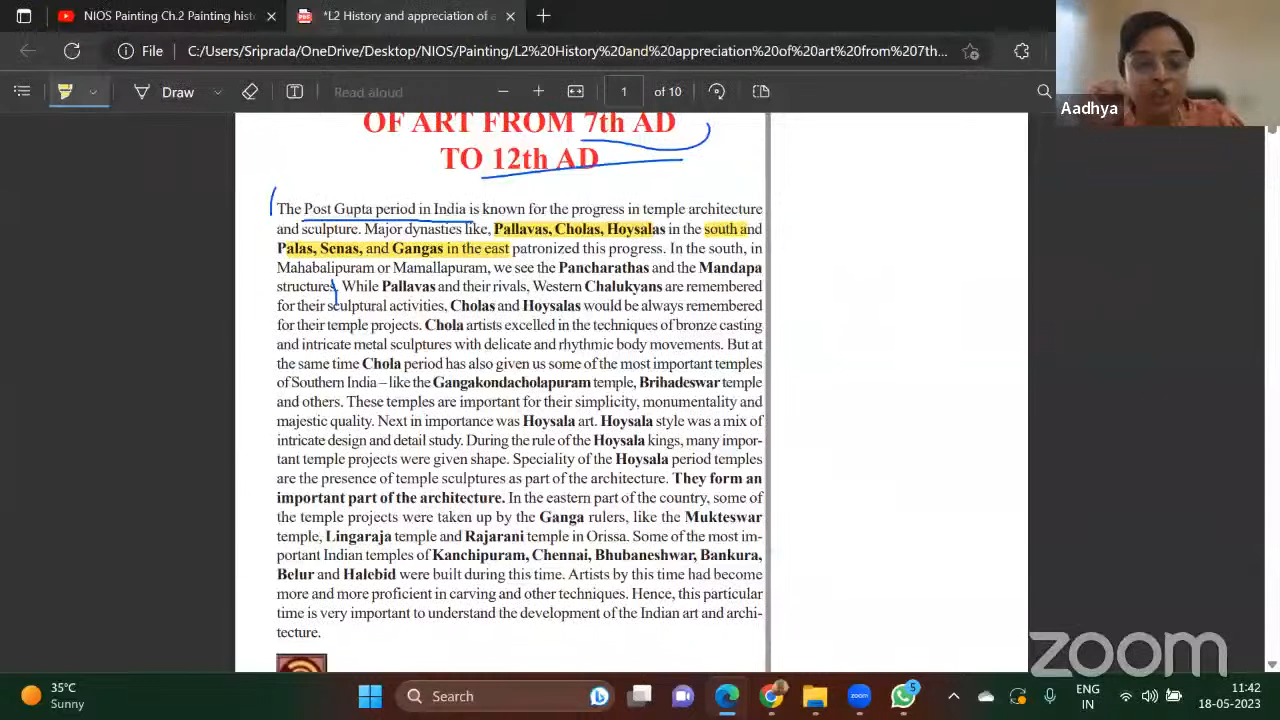 NIOS Painting Ch.2 Painting hist
*L2 History and appreciation of a
File
C:/Users/Sriprada/OneDrive/Desktop/NIOS/Painting/L2%20History%20and%20appreciation%20of%20art%20from%207th...
Draw
Read aloud
1
of 10
Aadhya
OF ART FROM 7th AD
TO 12th AD
The Post Gupta period in India is known for the progress in temple architecture
and sculpture. Major dynasties like, Pallavas, Cholas, Hoysalas in the south and
Palas, Senas, and Gangas in the east patronized this progress. In the south, in
Mahabalipuram or Mamallapuram, we see the Pancharathas and the Mandapa
structures. While Pallavas and their rivals, Western Chalukyans are remembered
for their sculptural activities, Cholas and Hoysalas would be always remembered
for their temple projects. Chola artists excelled in the techniques of bronze casting
and intricate metal sculptures with delicate and rhythmic body movements. But at
the same time Chola period has also given us some of the most important temples
of Southern India – like the Gangakondacholapuram temple, Brihadeswar temple
and others. These temples are important for their simplicity, monumentality and
majestic quality. Next in importance was Hoysala art. Hoysala style was a mix of
intricate design and detail study. During the rule of the Hoysala kings, many impor-
tant temple projects were given shape. Speciality of the Hoysala period temples
are the presence of temple sculptures as part of the architecture. They form an
important part of the architecture. In the eastern part of the country, some of
the temple projects were taken up by the Ganga rulers, like the Mukteswar
temple, Lingaraja temple and Rajarani temple in Orissa. Some of the most im-
portant Indian temples of Kanchipuram, Chennai, Bhubaneshwar, Bankura,
Belur and Halebid were built during this time. Artists by this time had become
more and more proficient in carving and other techniques. Hence, this particular
time is very important to understand the development of the Indian art and archi-
tecture.
zoom
35°C
Sunny
Search
zoom
5
ENG
IN
11:42
18-05-2023